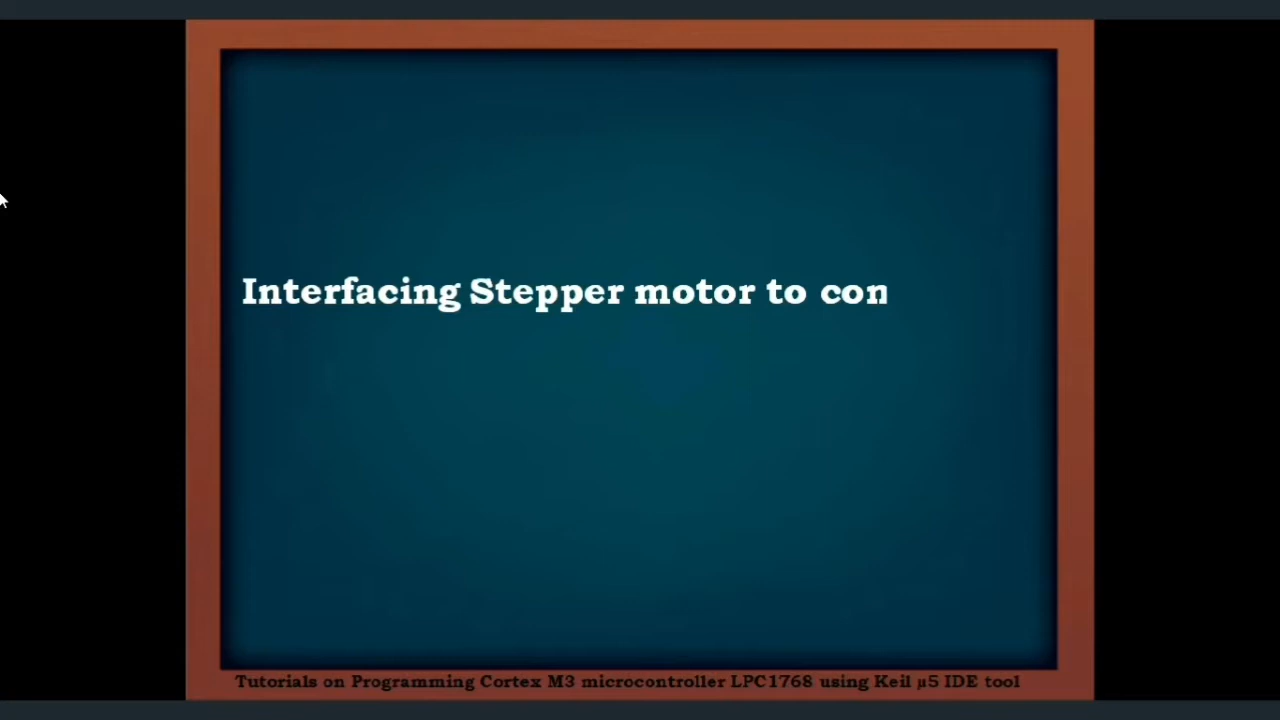 Interfacing Stepper motor to con
Tutorials on Programming Cortex M3 microcontroller LPC1768 using Keil µ5 IDE tool